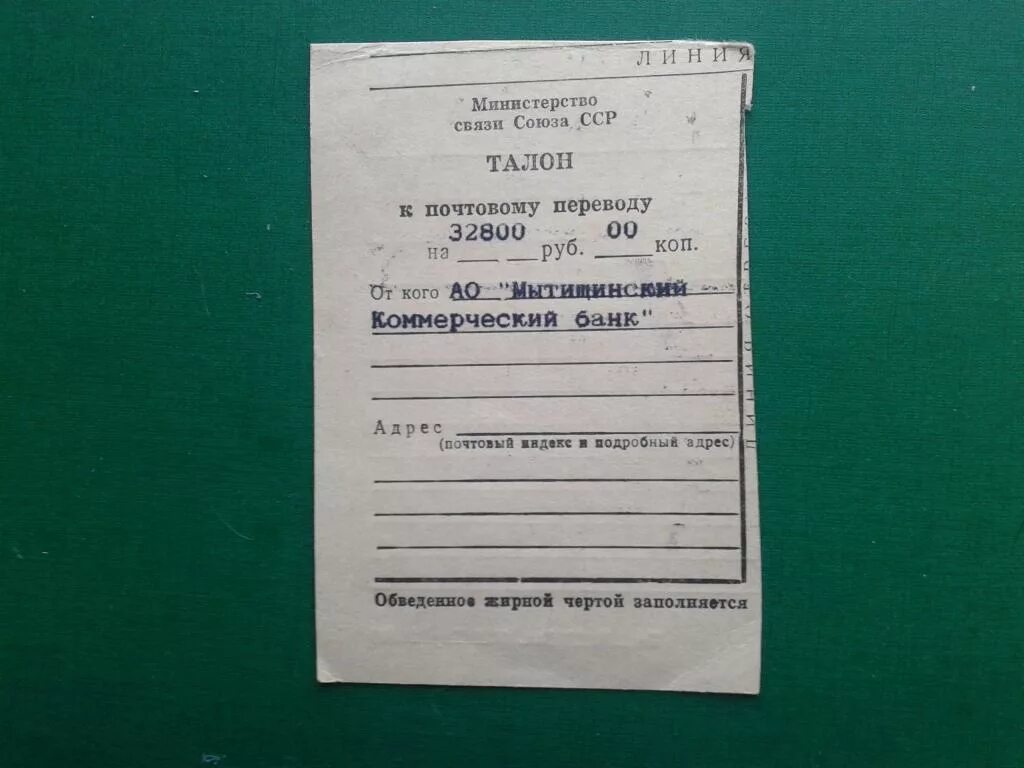 ЛИНИЯ
Министерство
связи Союза ССР
ТАЛОН
к почтовому переводу
32800 00
на руб. коп.
От кого АО "Мытищинский
Коммерческий банк"
Адрес
(почтовый индекс и подробный адрес)
Обведенное жирной чертой заполняется
ЛИНИЯ